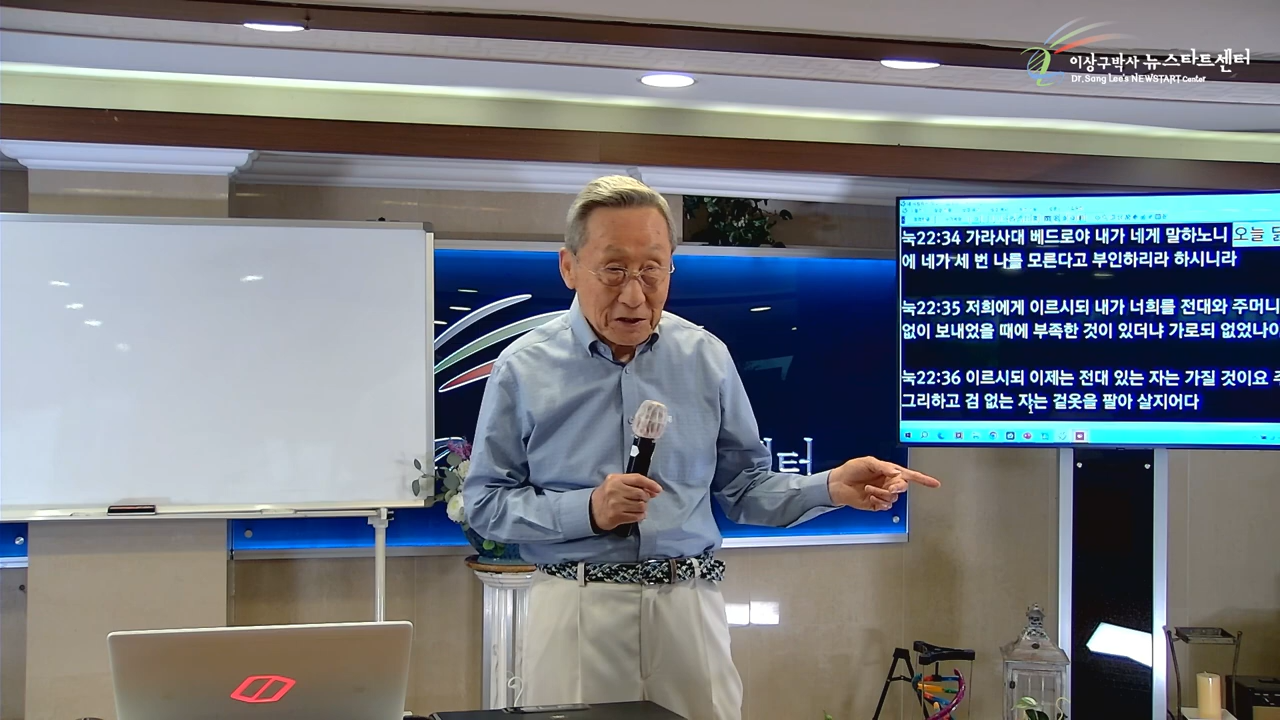 이상구박사 뉴스타트센터
Dr. Sang Lee's NEWSTART Center
눅22:34 가라사대 베드로야 내가 네게 말하노니 오늘
에 네가 세 번 나를 모른다고 부인하리라 하시니라
눅22:35 저희에게 이르시되 내가 너희를 전대와 주머니
없이 보내었을 때에 부족한 것이 있더냐 가로되 없었나이
눅22:36 이르시되 이제는 전대 있는 자는 가질 것이요
그리하고 검 없는 자는 겉옷을 팔아 살지어다
터